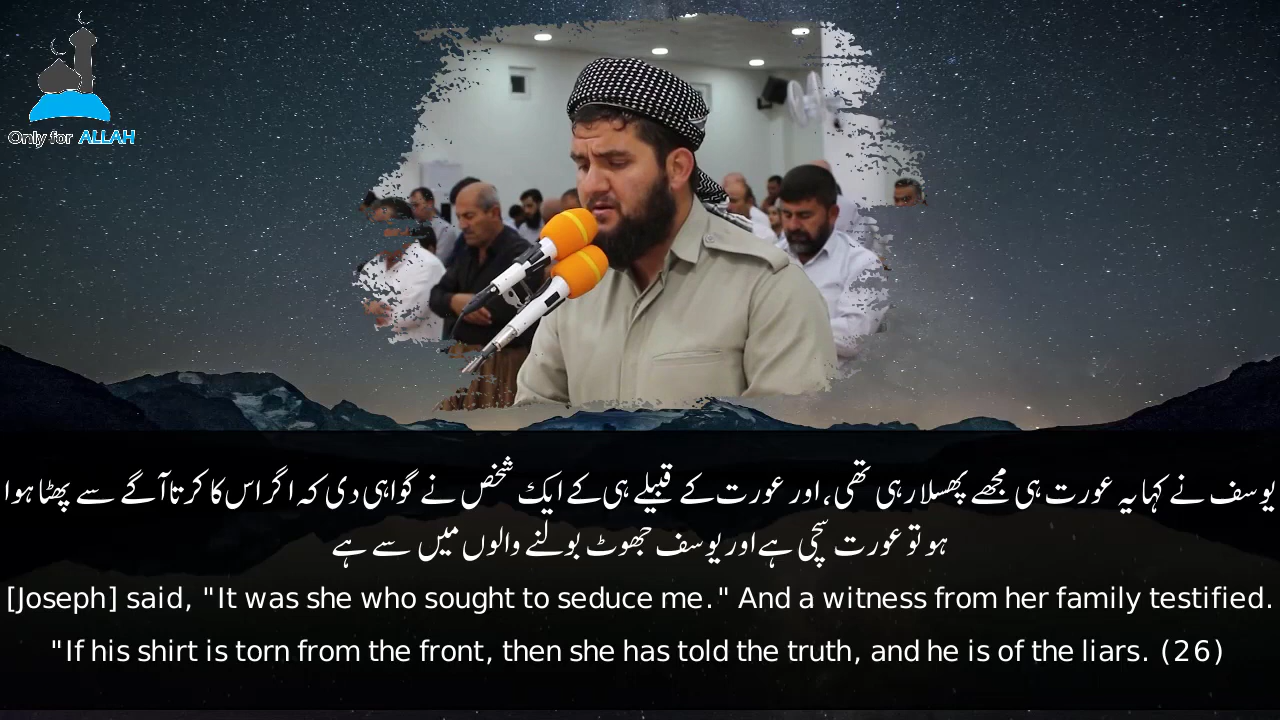 Only for ALLAH
یوسف نے کہا یہ عورت ہی مجھے پھسلا رہی تھی، اور عورت کے قبیلے ہی کے ایک شخص نے گواہی دی کہ اگر اس کا کرتا آگے سے پھٹا ہوا
ہو تو عورت سچی ہے اور یوسف جھوٹ بولنے والوں میں سے ہے
[Joseph] said, "It was she who sought to seduce me." And a witness from her family testified.
"If his shirt is torn from the front, then she has told the truth, and he is of the liars. (26)